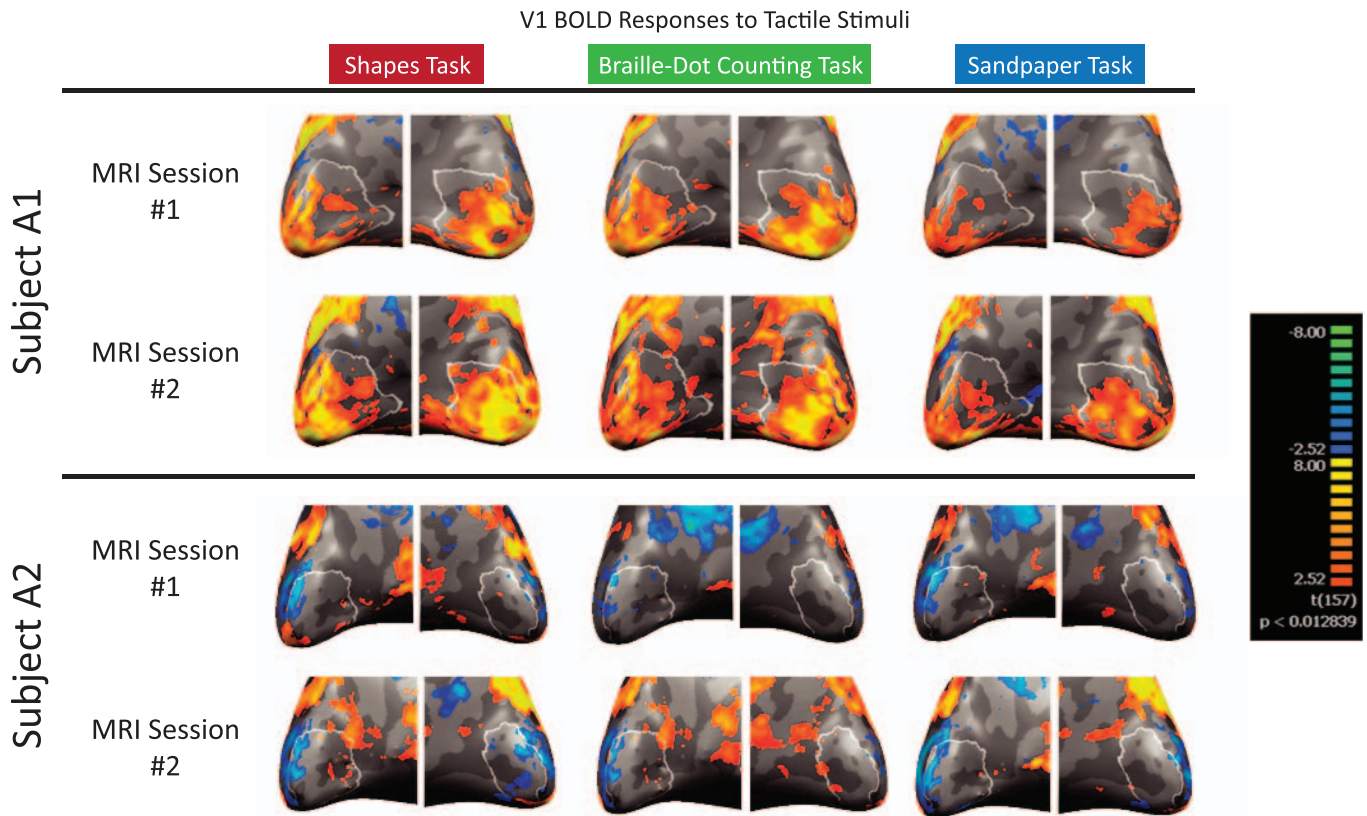 V1 BOLD Responses to Tactile Stimuli
Shapes Task
Braille-Dot Counting Task
Sandpaper Task
Subject A1
MRI Session
#1
MRI Session
#2
Subject A2
MRI Session
#1
MRI Session
#2
-8.00
-2.52
8.00
2.52
t(157)
p < 0.012839